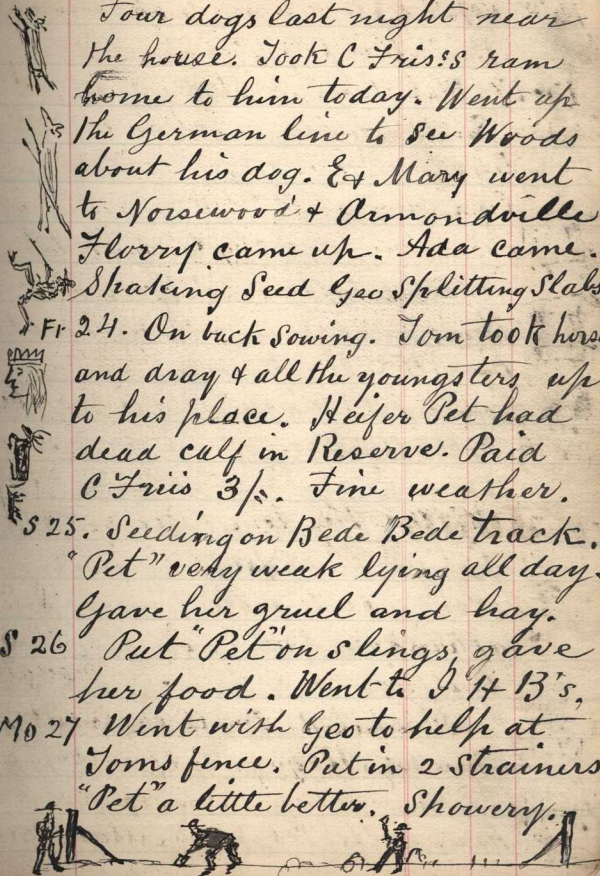 Four dogs last night near
the house. Took C Friis's ram
home to him today. Went up
the German line to see Woods
about his dog. E & Mary went
to Norsewood & Ormondville
Florry came up. Ada came.
Shaking Seed Geo Splitting Slabs
Fr 24. On back Sowing. Tom took horse
and dray & all the youngsters up
to his place. Heifer Pet had
dead calf in Reserve. Paid
C Friis 3/. Fine weather.
S 25. Seeding on Bede Bede track.
"Pet" very weak lying all day.
Gave her gruel and hay.
S 26 Put "Pet" on slings, gave
her food. Went to I H B's.
Mo 27 Went with Geo to help at
Toms fence. Put in 2 Strainers
"Pet" a little better. Showery.